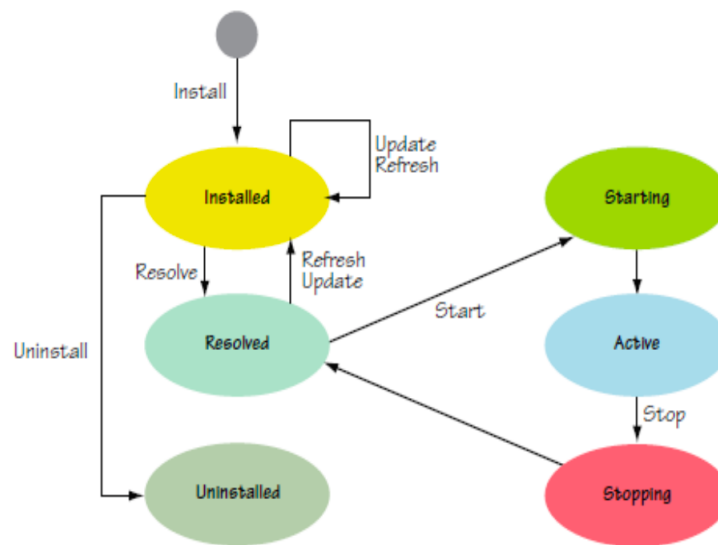 Install
Update
Refresh
Installed
Starting
Resolve
Refresh
Update
Start
Resolved
Active
Uninstall
Stop
Uninstalled
Stopping